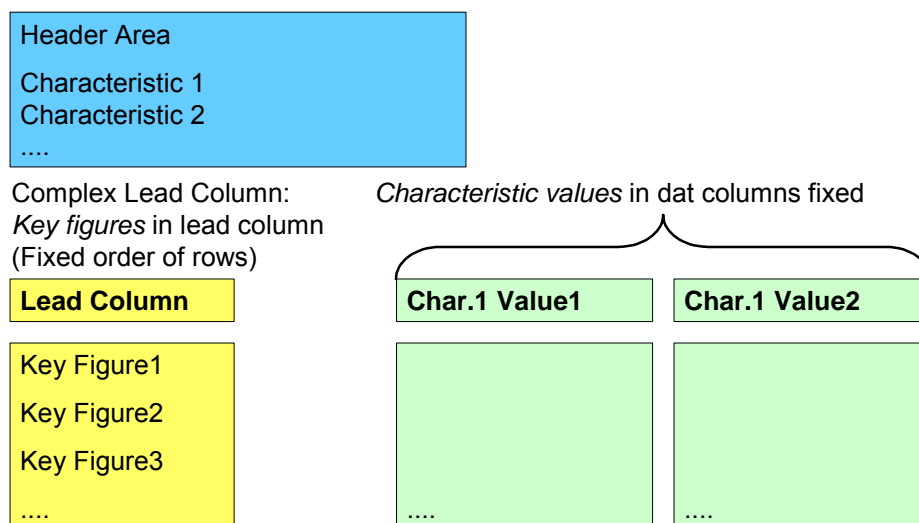 Header Area
Characteristic 1
Characteristic 2
....
Complex Lead Column:
Key figures in lead column
(Fixed order of rows)
Characteristic values in dat columns fixed
Lead Column
Char.1 Value1
Char.1 Value2
Key Figure1
Key Figure2
Key Figure3
....
....
....